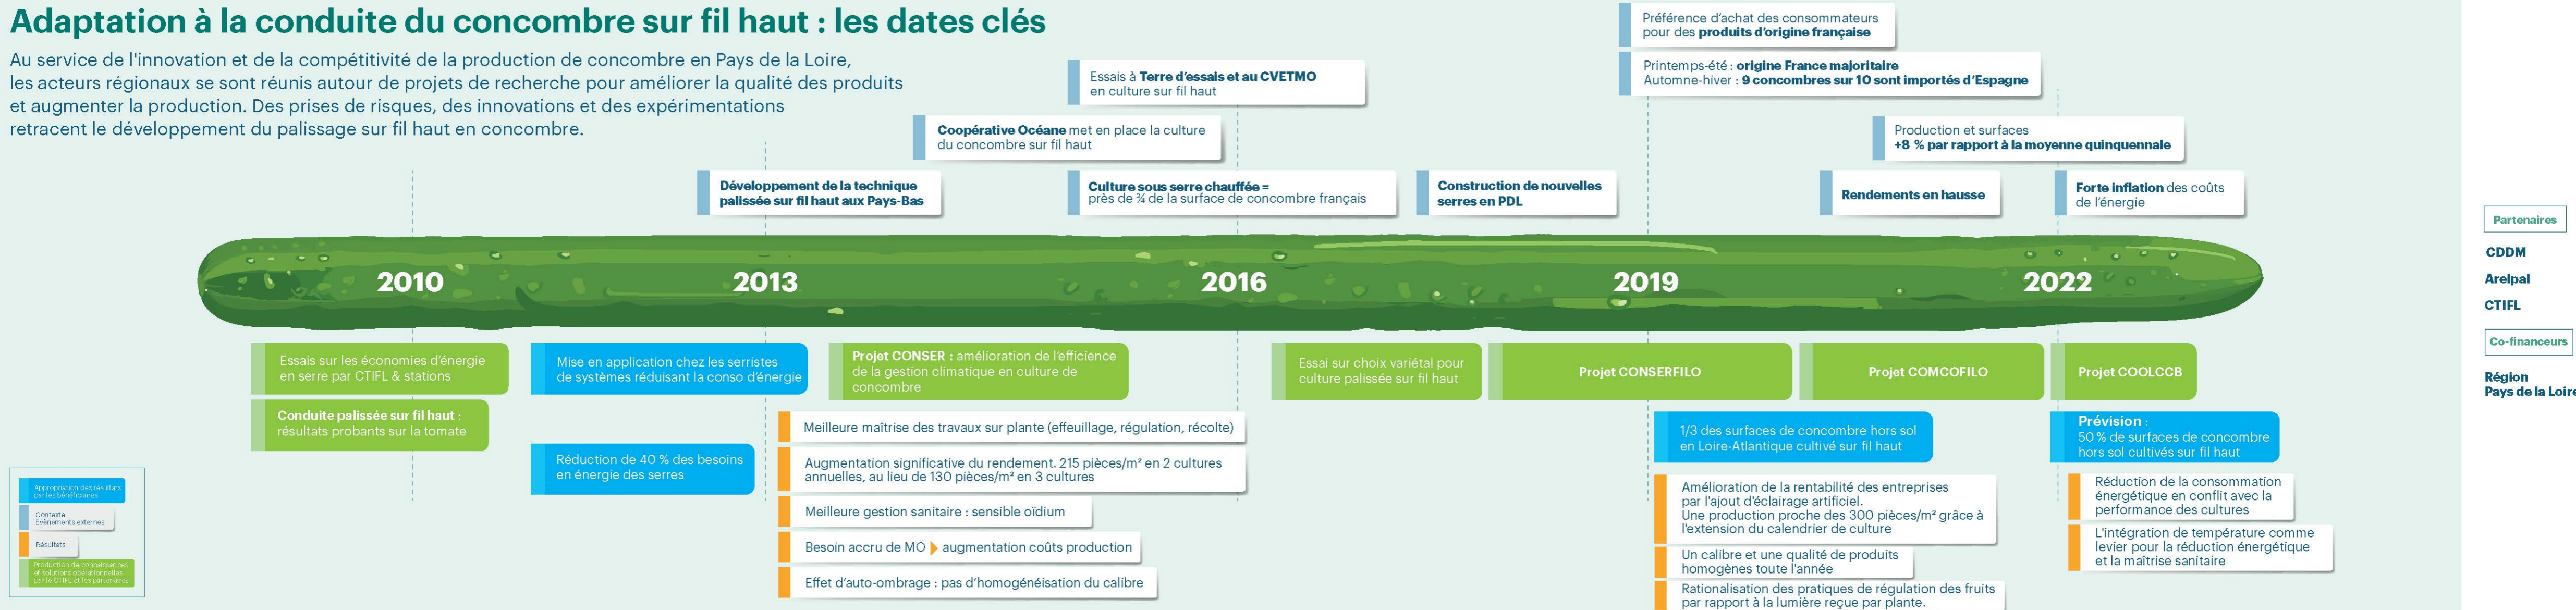 Adaptation à la conduite du concombre sur fil haut : les dates clés
Au service de l'innovation et de la compétitivité de la production de concombre en Pays de la Loire,
les acteurs régionaux se sont réunis autour de projets de recherche pour améliorer la qualité des produits
et augmenter la production. Des prises de risques, des innovations et des expérimentations
retracent le développement du palissage sur fil haut en concombre.
Développement de la technique
palissée sur fil haut aux Pays-Bas
Coopérative Océane met en place la culture
du concombre sur fil haut
Essais à Terre d'essais et au CVETMO
en culture sur fil haut
Culture sous serre chauffée =
près de ¾ de la surface de concombre français
Construction de nouvelles
serres en PDL
Préférence d'achat des consommateurs
pour des produits d'origine française
Printemps-été : origine France majoritaire
Automne-hiver : 9 concombres sur 10 sont importés d'Espagne
Production et surfaces
+8 % par rapport à la moyenne quinquennale
Rendements en hausse
Forte inflation des coûts
de l'énergie
2010
2013
2016
2019
2022
Essais sur les économies d'énergie
en serre par CTIFL & stations
Conduite palissée sur fil haut :
résultats probants sur la tomate
Mise en application chez les serristes
de systèmes réduisant la conso d'énergie
Réduction de 40 % des besoins
en énergie des serres
Projet CONSER : amélioration de l'efficience
de la gestion climatique en culture de
concombre
Meilleure maîtrise des travaux sur plante (effeuillage, régulation, récolte)
Augmentation significative du rendement. 215 pièces/m² en 2 cultures
annuelles, au lieu de 130 pièces/m² en 3 cultures
Meilleure gestion sanitaire : sensible oïdium
Besoin accru de MO augmentation coûts production
Effet d'auto-ombrage : pas d'homogénéisation du calibre
Essai sur choix variétal pour
culture palissée sur fil haut
Projet CONSERFILO
Projet COMCOFILO
Projet COOLCCB
1/3 des surfaces de concombre hors sol
en Loire-Atlantique cultivé sur fil haut
Amélioration de la rentabilité des entreprises
par l'ajout d'éclairage artificiel.
Une production proche des 300 pièces/m² grâce à
l'extension du calendrier de culture
Un calibre et une qualité de produits
homogènes toute l'année
Rationalisation des pratiques de régulation des fruits
par rapport à la lumière reçue par plante.
Prévision :
50 % de surfaces de concombre
hors sol cultivés sur fil haut
Réduction de la consommation
énergétique en conflit avec la
performance des cultures
L'intégration de température comme
levier pour la réduction énergétique
et la maîtrise sanitaire
Appropriation des résultats
par les bénéficiaires
Contexte
Évènements externes
Résultats
Production de connaissances
et solutions opérationnelles
par le CTIFL et les partenaires
Partenaires
CDDM
Arelpal
CTIFL
Co-financeurs
Région
Pays de la Loire